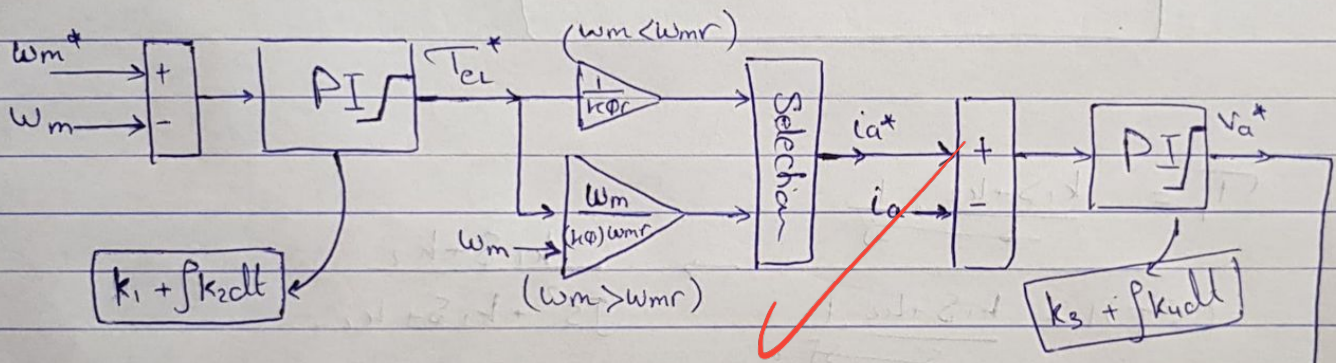 (ωm < ωmr)
ωm*
+
PI
TeL*
1/kφr
Selection
ia*
+
PI
va*
ωm
-
ωm/(kφ)ωmr
ia
-
ωm
k1 + ∫k2dt
(ωm > ωmr)
k3 + ∫k4dt